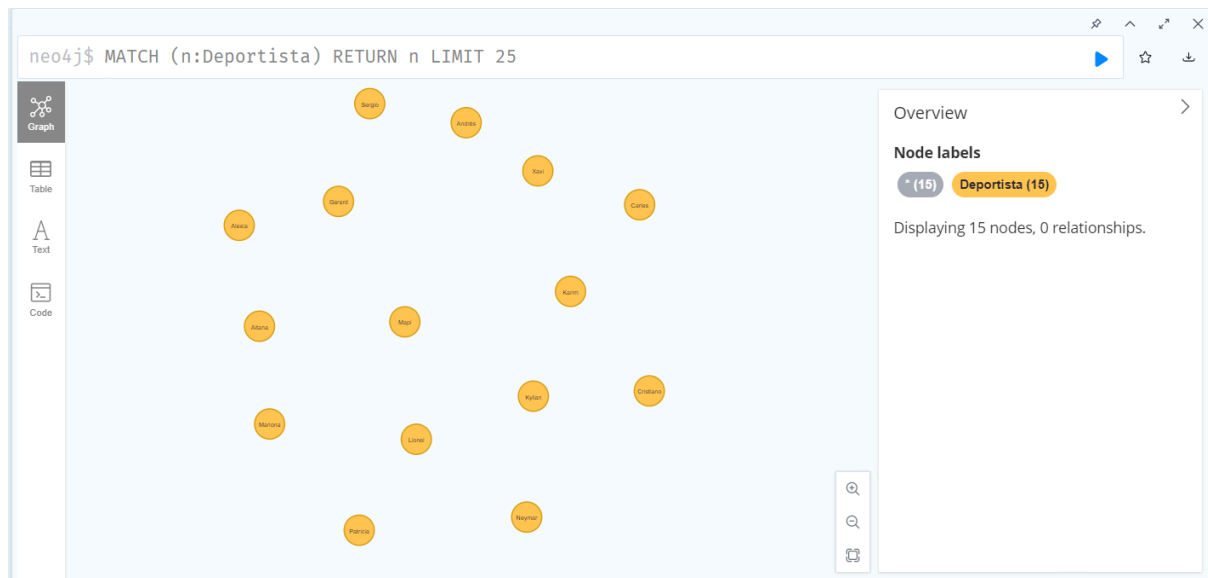 neo4j$ MATCH (n:Deportista) RETURN n LIMIT 25
Graph
Table
Text
Code
Sergio
Andrés
Xavi
Gerard
Carles
Alexia
Karim
Aitana
Mapi
Kylian
Cristiano
Mariona
Lionel
Patricia
Neymar
Overview
Node labels
* (15) Deportista (15)
Displaying 15 nodes, 0 relationships.